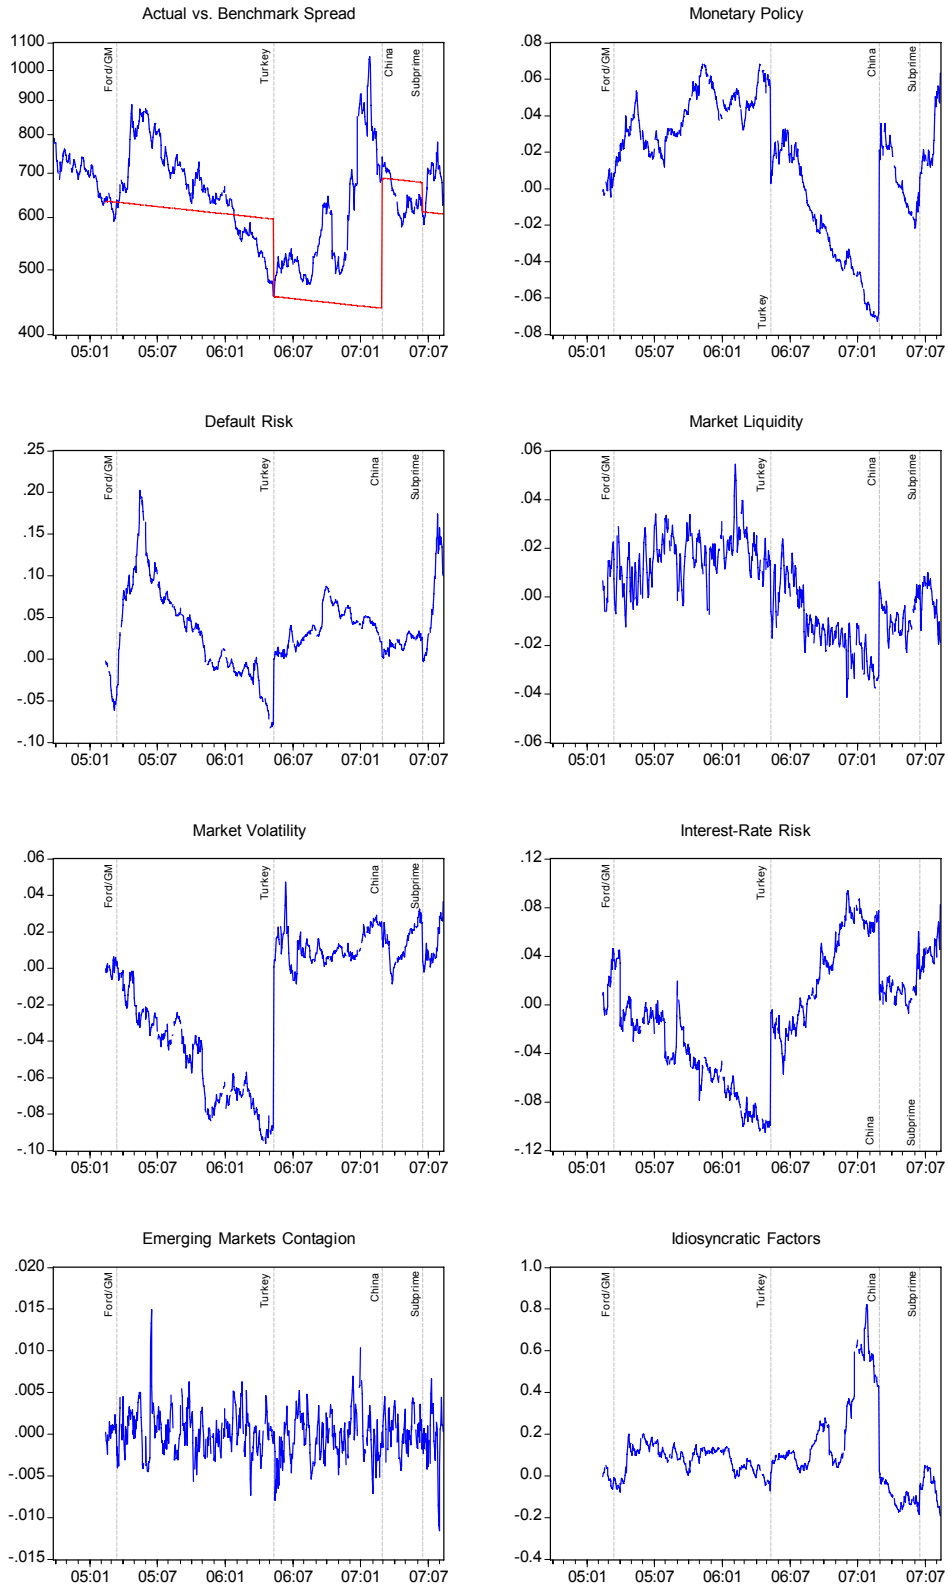 Actual vs. Benchmark Spread
1100
1000
900
800
700
600
500
400
Ford/GM
Turkey
China
Subprime
05:01 05:07 06:01 06:07 07:01 07:07
Monetary Policy
.08
.06
.04
.02
.00
-.02
-.04
-.06
-.08
Ford/GM
Turkey
China
Subprime
05:01 05:07 06:01 06:07 07:01 07:07
Default Risk
.25
.20
.15
.10
.05
.00
-.05
-.10
Ford/GM
Turkey
China
Subprime
05:01 05:07 06:01 06:07 07:01 07:07
Market Liquidity
.06
.04
.02
.00
-.02
-.04
-.06
Ford/GM
Turkey
China
Subprime
05:01 05:07 06:01 06:07 07:01 07:07
Market Volatility
.06
.04
.02
.00
-.02
-.04
-.06
-.08
-.10
Ford/GM
Turkey
China
Subprime
05:01 05:07 06:01 06:07 07:01 07:07
Interest-Rate Risk
.12
.08
.04
.00
-.04
-.08
-.12
Ford/GM
Turkey
China
Subprime
05:01 05:07 06:01 06:07 07:01 07:07
Emerging Markets Contagion
.020
.015
.010
.005
.000
-.005
-.010
-.015
Ford/GM
Turkey
China
Subprime
05:01 05:07 06:01 06:07 07:01 07:07
Idiosyncratic Factors
1.0
0.8
0.6
0.4
0.2
0.0
-0.2
-0.4
Ford/GM
Turkey
China
Subprime
05:01 05:07 06:01 06:07 07:01 07:07